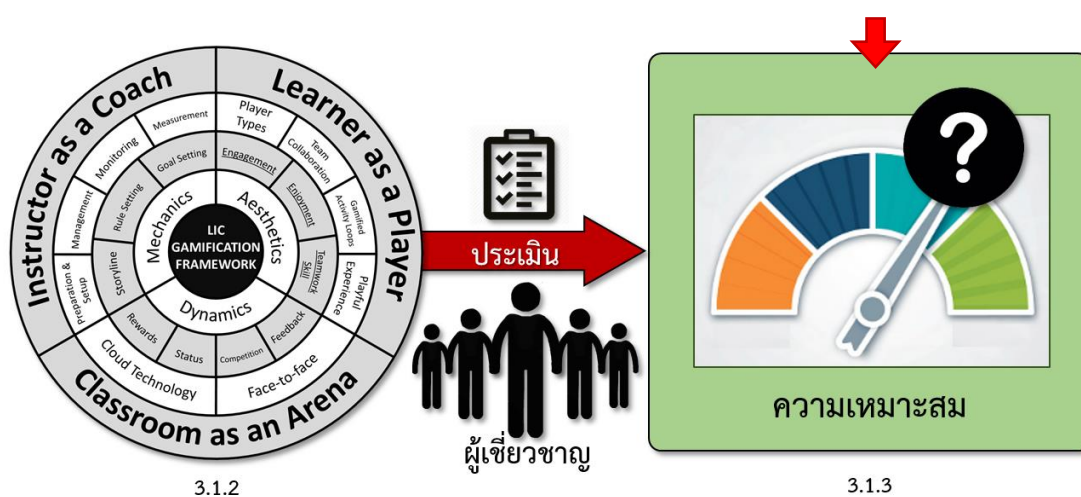 Instructor as a Coach
Learner as a Player
Classroom as an Arena
Preparation & Setup
Management
Monitoring
Measurement
Player Types
Team Collaboration
Gamified Activity Loops
Playful Experience
Face-to-face
Cloud Technology
Storyline
Rule Setting
Goal Setting
Engagement
Enjoyment
Teamwork Skill
Feedback
Competition
Status
Rewards
Mechanics
Aesthetics
Dynamics
LIC
GAMIFICATION
FRAMEWORK
3.1.2
ประเมิน
ผู้เชี่ยวชาญ
?
ความเหมาะสม
3.1.3